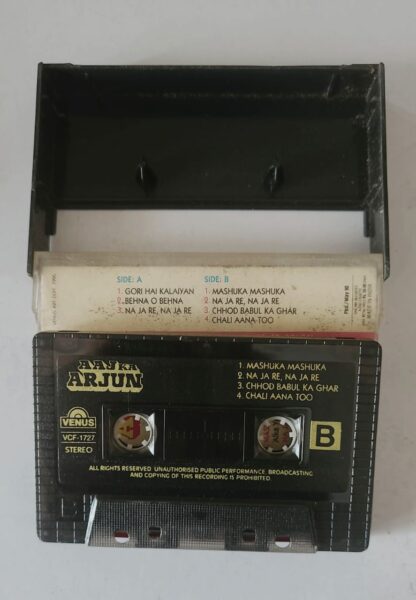 SIDE: A
1. GORI HAI KALAIYAN
2. BEHNA O BEHNA
3. NA JA RE, NA JA RE
SIDE: B
1. MASHUKA MASHUKA
2. NA JA RE, NA JA RE
3. CHHOD BABUL KA GHAR
4. CHALI AANA TOO
AAJ KA
ARJUN
VENUS
VCF-1727
STEREO
1. MASHUKA MASHUKA
2. NA JA RE, NA JA RE
3. CHHOD BABUL KA GHAR
4. CHALI AANA TOO
B
ALL RIGHTS RESERVED. UNAUTHORISED PUBLIC PERFORMANCE. BROADCASTING
AND COPYING OF THIS RECORDING IS PROHIBITED.